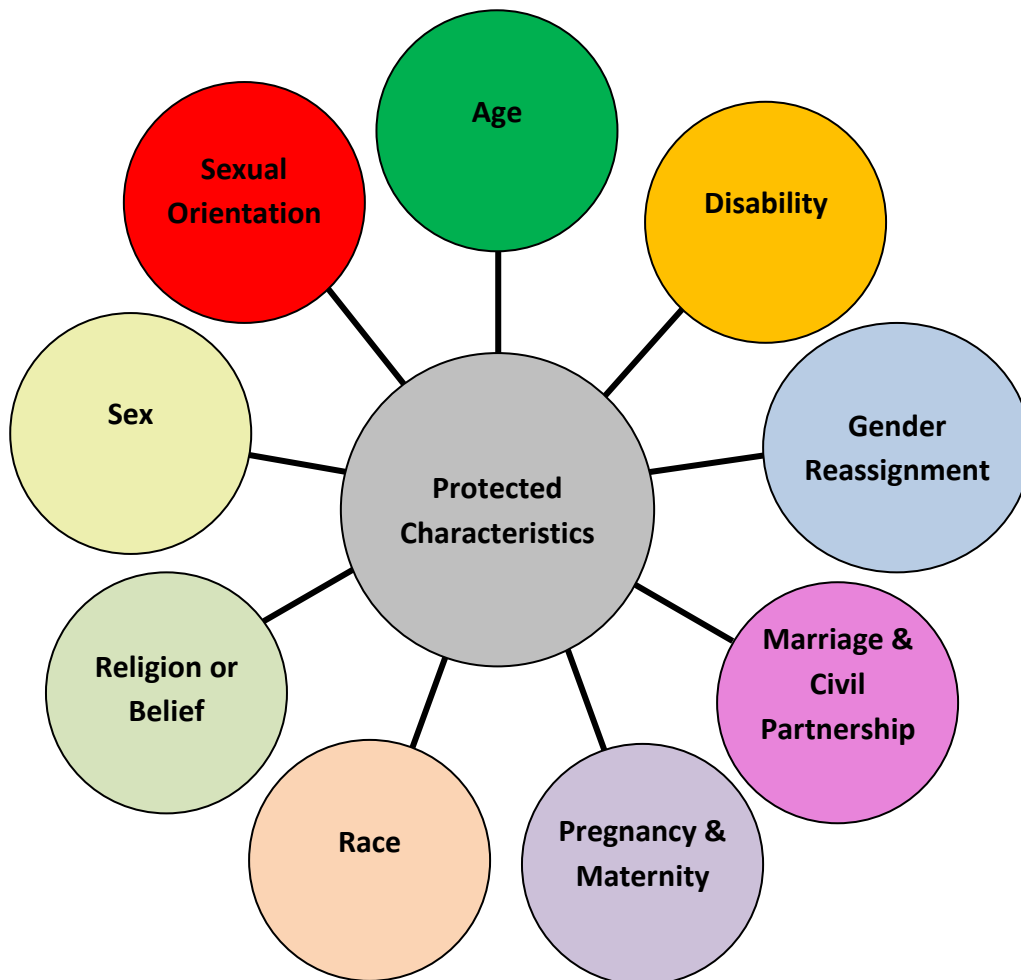 Age
Disability
Gender
Reassignment
Marriage &
Civil
Partnership
Pregnancy &
Maternity
Race
Religion or
Belief
Sex
Sexual
Orientation
Protected
Characteristics